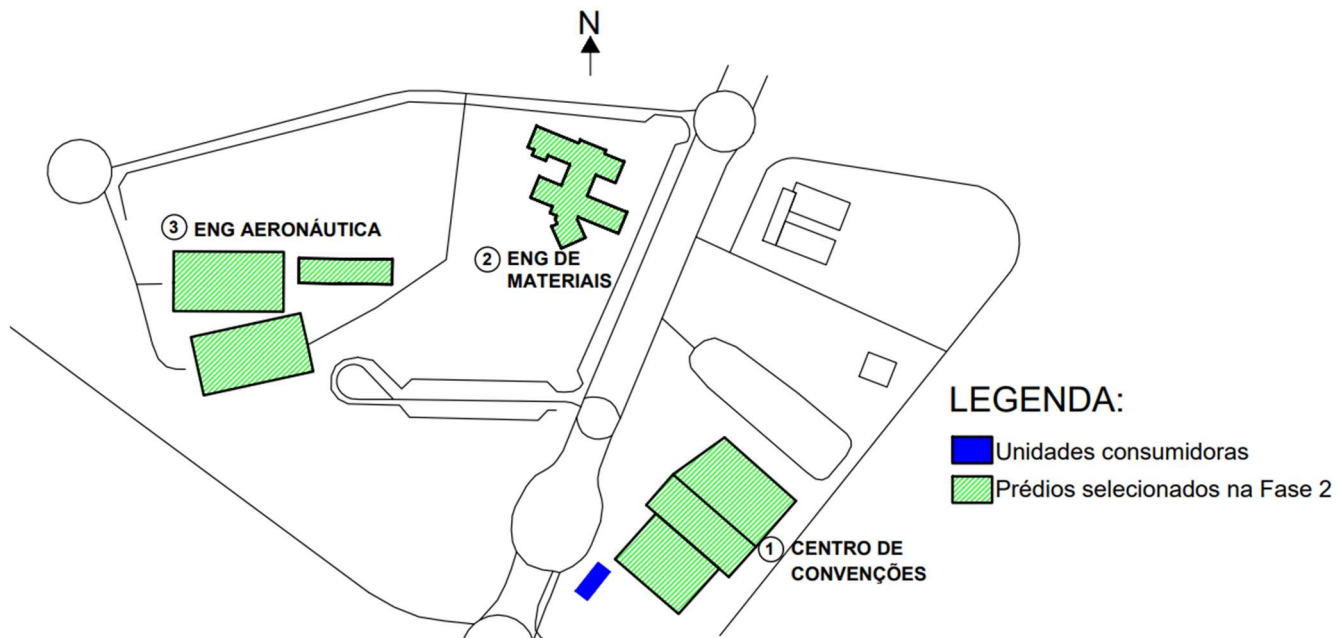 N
3 ENG AERONÁUTICA
2 ENG DE
MATERIAIS
LEGENDA:
Unidades consumidoras
Prédios selecionados na Fase 2
1 CENTRO DE
CONVENÇÕES